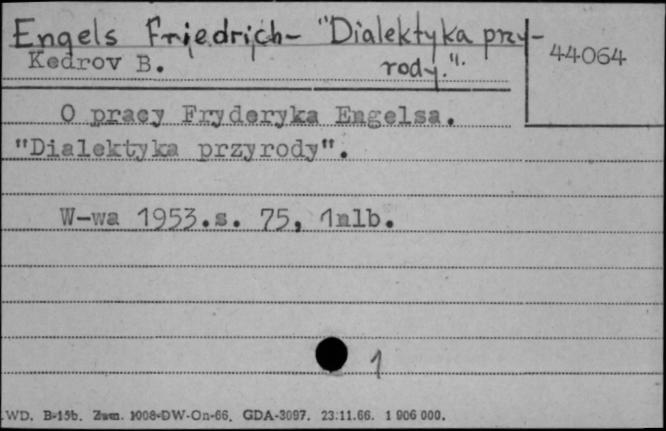 Engels Friedrich- "Dialektyka przy-
rody.".
44064
Kedrov B.
O pracy Fryderyka Engelsa.
"Dialektyka przyrody".
W-wa 1953.s. 75, 1nlb.
1
WD. B-15b. Zam. 1008-DW-On-66. GDA-3097. 23.11.66. 1 906 000.